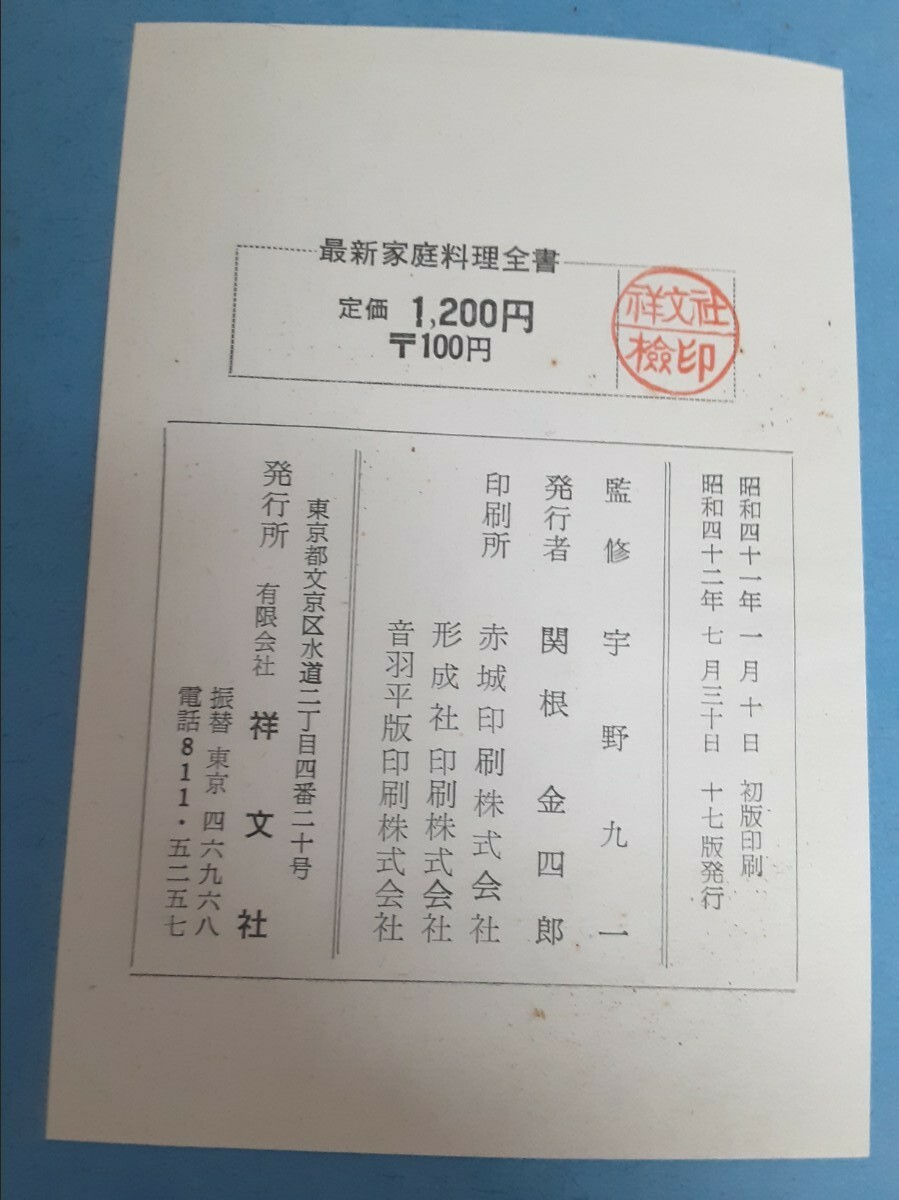 最新家庭料理全書
定価 1,200円
〒100円
祥文社
検印
昭和四十一年 一月 十 日 初版印刷
昭和四十二年 七 月三十日 十七版発行
監修 宇野九一
発行者 関根金四郎
印刷所 赤城印刷株式会社
形成社印刷株式会社
音羽平版印刷株式会社
東京都文京区水道二丁目四番二十号
発行所 有限会社 祥文社
振替 東京 四六九六八
電話811・五二五七